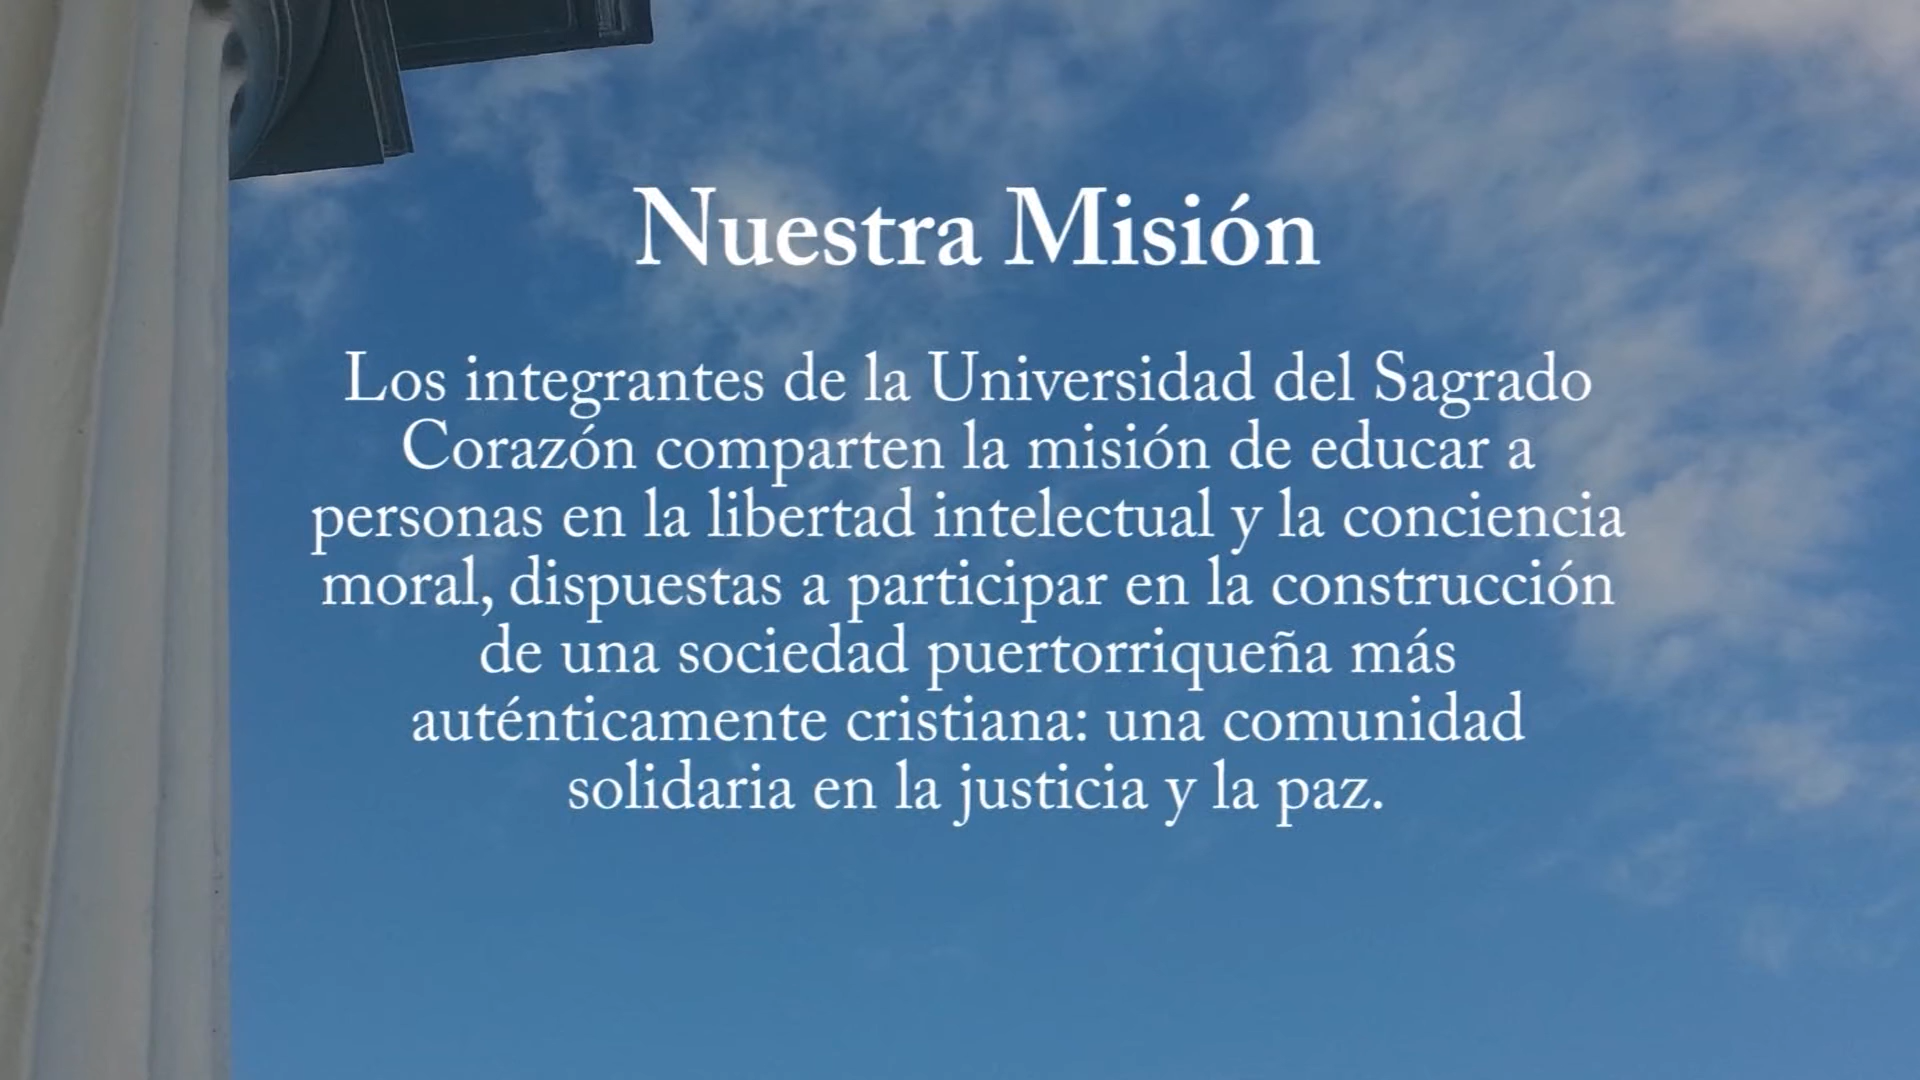 Nuestra Misión
Los integrantes de la Universidad del Sagrado
Corazón comparten la misión de educar a
personas en la libertad intelectual y la conciencia
moral, dispuestas a participar en la construcción
de una sociedad puertorriqueña más
auténticamente cristiana: una comunidad
solidaria en la justicia y la paz.